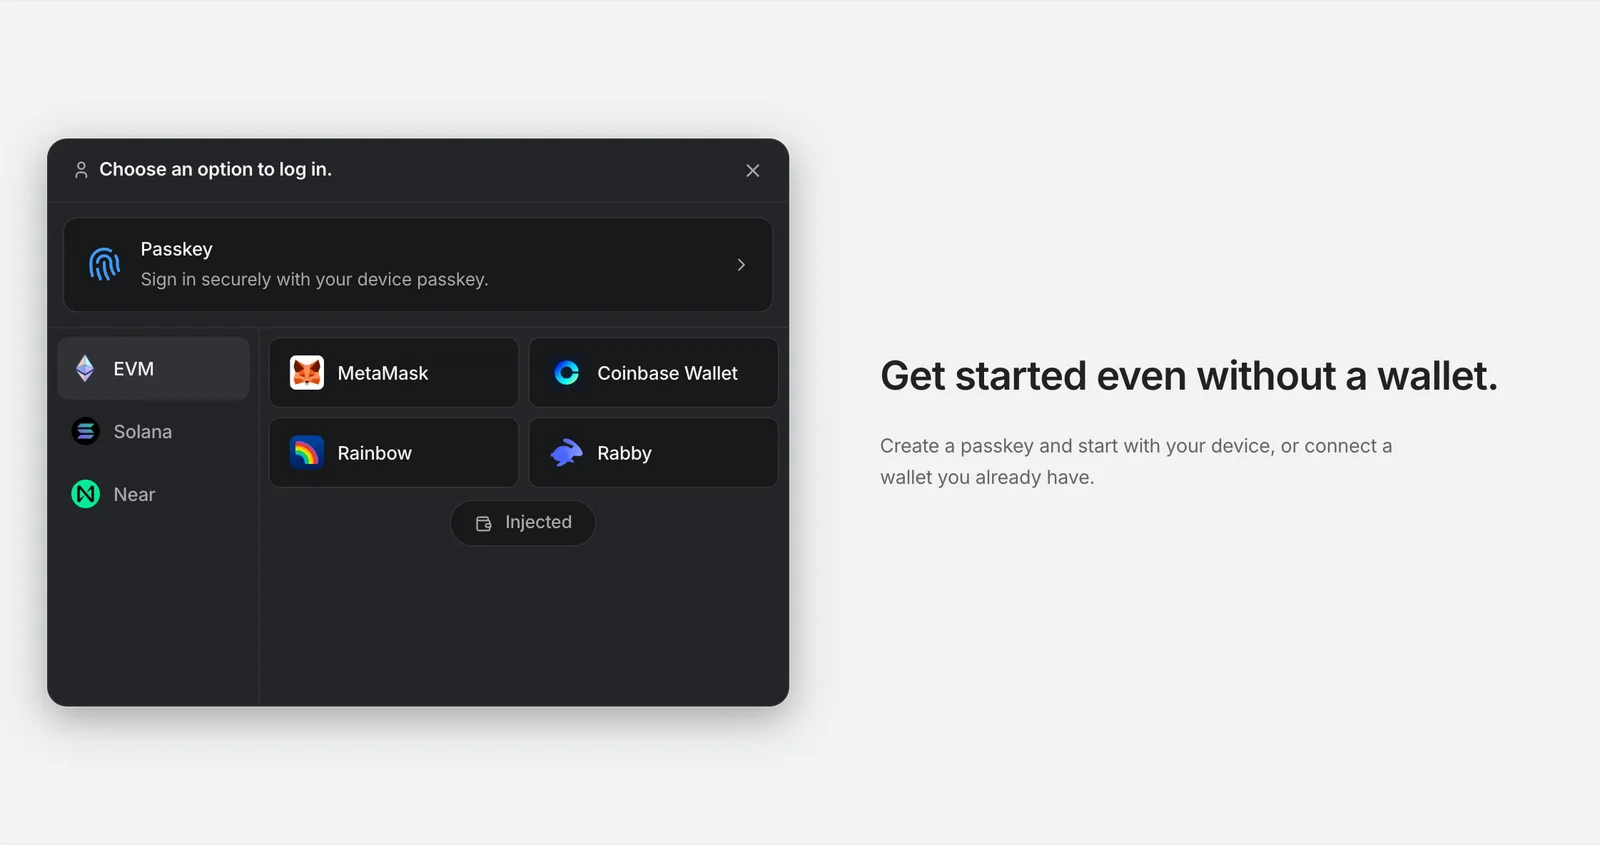 Choose an option to log in.
Passkey
Sign in securely with your device passkey.
EVM
Solana
Near
MetaMask
Coinbase Wallet
Rainbow
Rabby
Injected
Get started even without a wallet.
Create a passkey and start with your device, or connect a
wallet you already have.